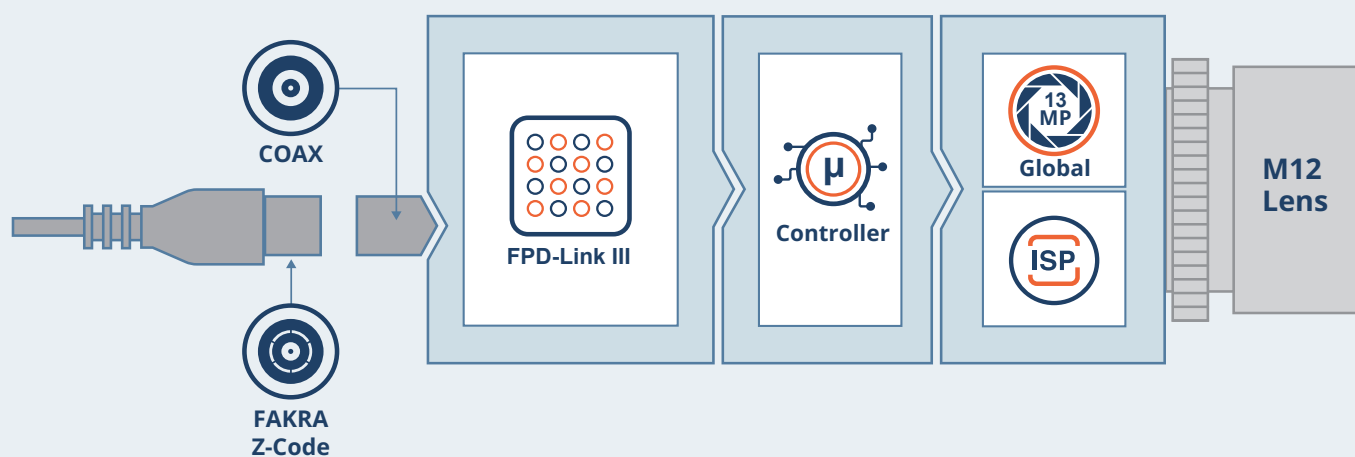 COAX
FAKRA
Z-Code
FPD-Link III
µ
Controller
13
MP
Global
ISP
M12
Lens